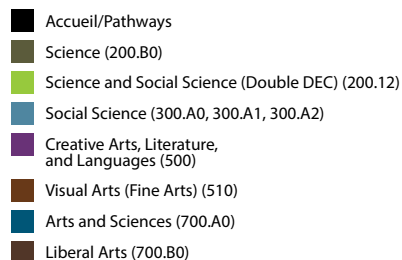 Accueil/Pathways
Science (200.B0)
Science and Social Science (Double DEC) (200.12)
Social Science (300.A0, 300.A1, 300.A2)
Creative Arts, Literature,
and Languages (500)
Visual Arts (Fine Arts) (510)
Arts and Sciences (700.A0)
Liberal Arts (700.B0)